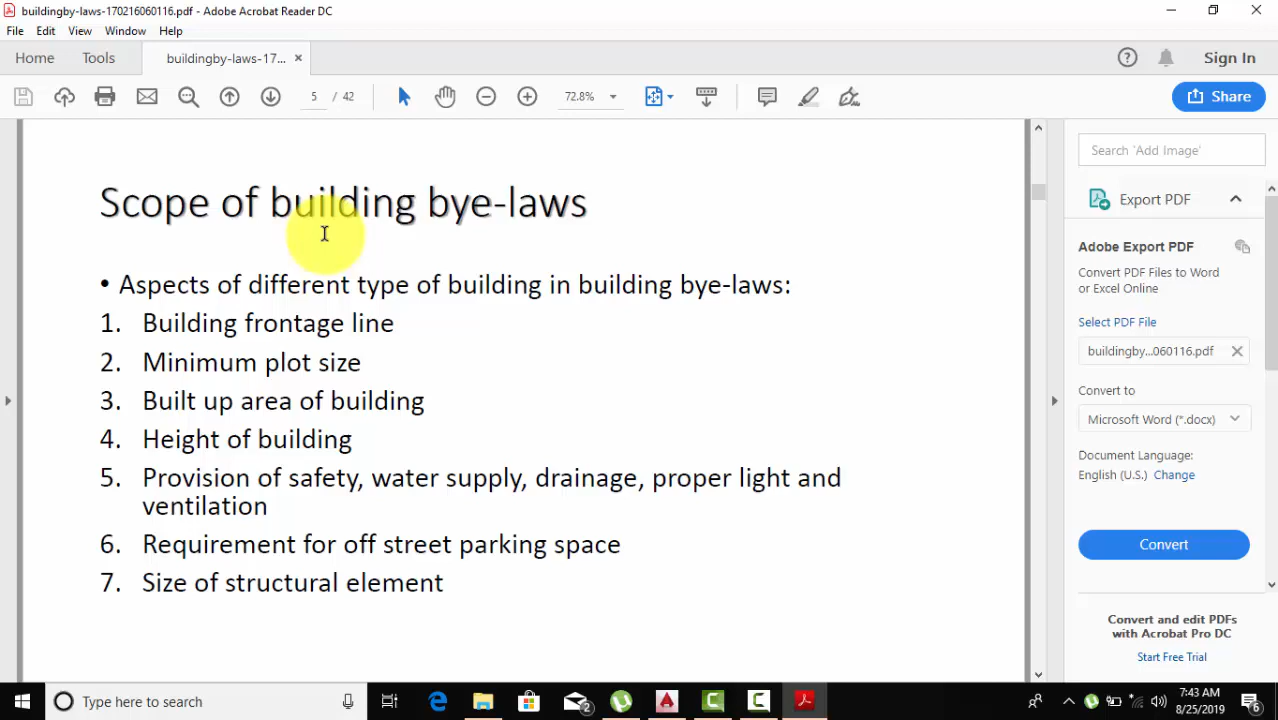 buildingby-laws-170216060116.pdf - Adobe Acrobat Reader DC
File Edit View Window Help
Home Tools buildingby-laws-17... × Sign In
5 / 42 72.8% Share
Scope of building bye-laws
• Aspects of different type of building in building bye-laws:
1. Building frontage line
2. Minimum plot size
3. Built up area of building
4. Height of building
5. Provision of safety, water supply, drainage, proper light and
ventilation
6. Requirement for off street parking space
7. Size of structural element
Search 'Add Image'
Export PDF
Adobe Export PDF
Convert PDF Files to Word
or Excel Online
Select PDF File
buildingby...060116.pdf
Convert to
Microsoft Word (*.docx)
Document Language:
English (U.S.) Change
Convert
Convert and edit PDFs
with Acrobat Pro DC
Start Free Trial
Type here to search
2
7:43 AM
8/25/2019
6